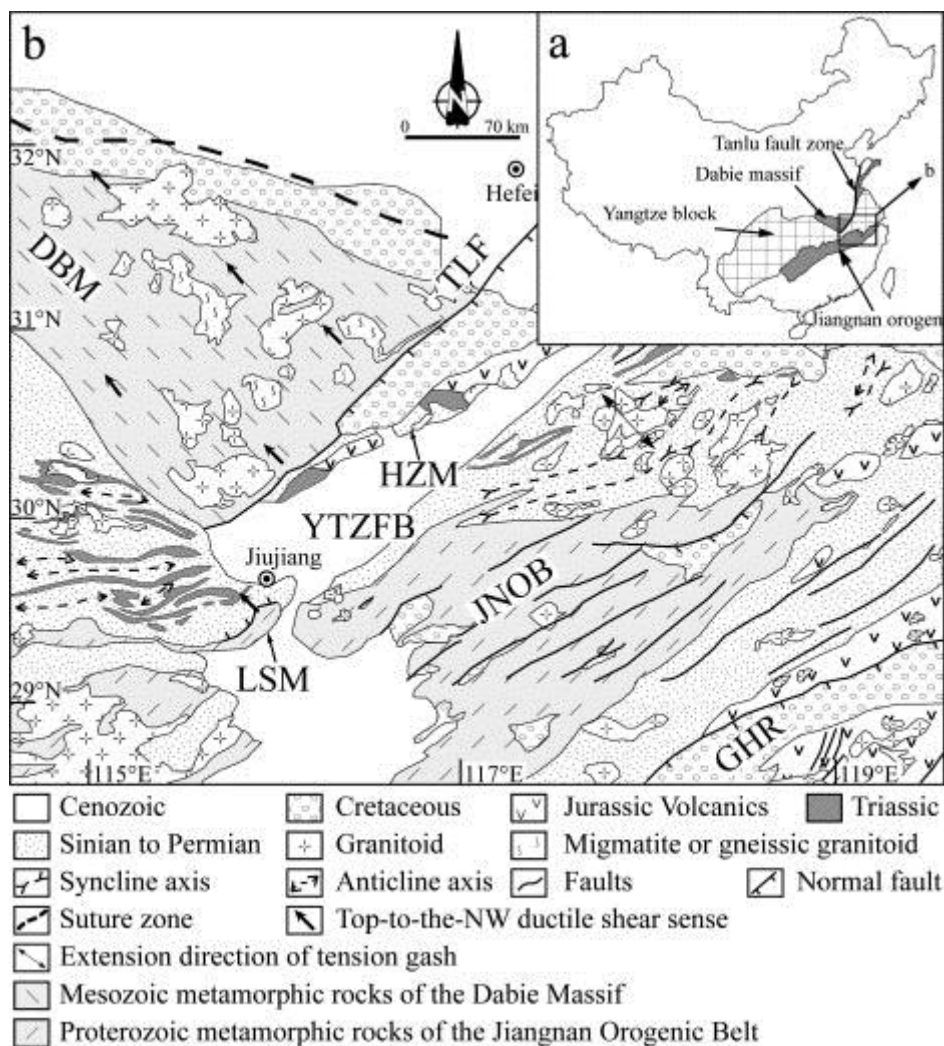 b
N
0 70 km
32°N
Hefei
DBM
TLF
31°N
HZM
30°N
YTZFB
Jiujiang
JNOB
LSM
29°N
GHR
115°E
117°E
119°E
a
Tanlu fault zone
Dabie massif
b
Yangtze block
Jiangnan orogen
Cenozoic Cretaceous Jurassic Volcanics Triassic
Sinian to Permian Granitoid Migmatite or gneissic granitoid
Syncline axis Anticline axis Faults Normal fault
Suture zone Top-to-the-NW ductile shear sense
Extension direction of tension gash
Mesozoic metamorphic rocks of the Dabie Massif
Proterozoic metamorphic rocks of the Jiangnan Orogenic Belt